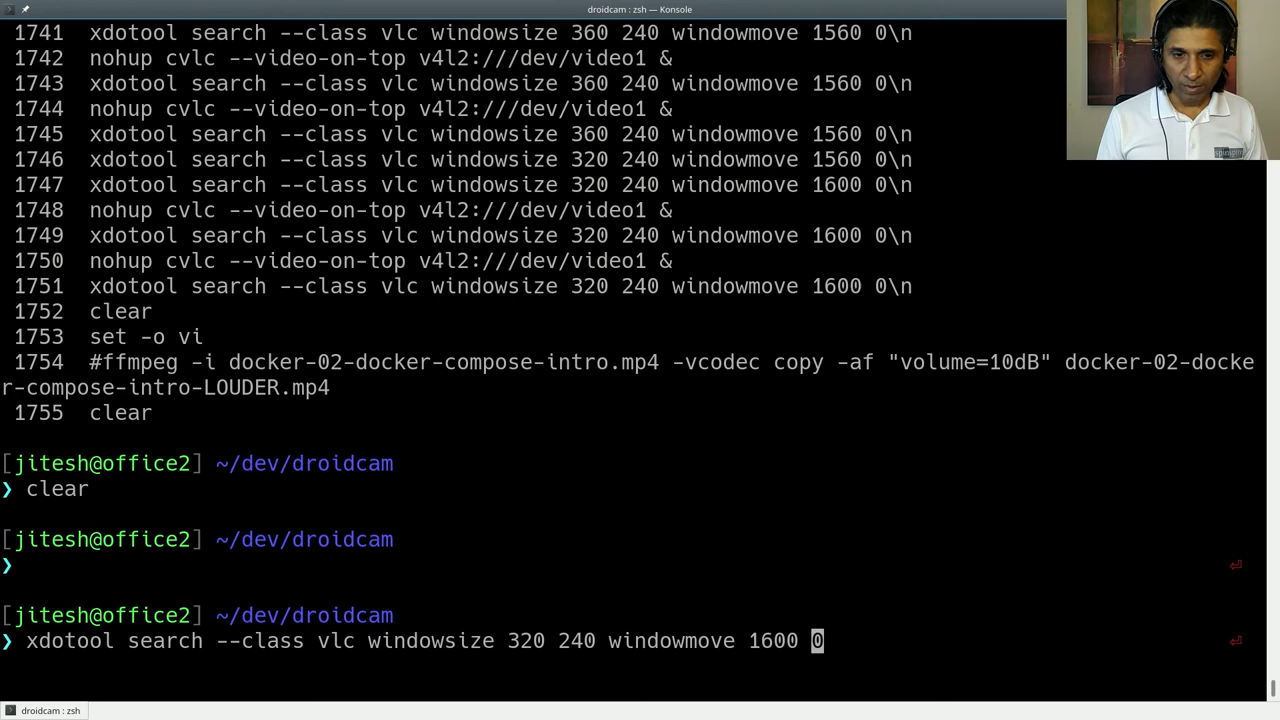 droidcam : zsh — Konsole
1741  xdotool search --class vlc windowsize 360 240 windowmove 1560 0\n
1742  nohup cvlc --video-on-top v4l2:///dev/video1 &
1743  xdotool search --class vlc windowsize 360 240 windowmove 1560 0\n
1744  nohup cvlc --video-on-top v4l2:///dev/video1 &
1745  xdotool search --class vlc windowsize 360 240 windowmove 1560 0\n
1746  xdotool search --class vlc windowsize 320 240 windowmove 1560 0\n
1747  xdotool search --class vlc windowsize 320 240 windowmove 1600 0\n
1748  nohup cvlc --video-on-top v4l2:///dev/video1 &
1749  xdotool search --class vlc windowsize 320 240 windowmove 1600 0\n
1750  nohup cvlc --video-on-top v4l2:///dev/video1 &
1751  xdotool search --class vlc windowsize 320 240 windowmove 1600 0\n
1752  clear
1753  set -o vi
1754  #ffmpeg -i docker-02-docker-compose-intro.mp4 -vcodec copy -af "volume=10dB" docker-02-docke
r-compose-intro-LOUDER.mp4
1755  clear
[jitesh@office2] ~/dev/droidcam
❯ clear
[jitesh@office2] ~/dev/droidcam
❯
[jitesh@office2] ~/dev/droidcam
❯ xdotool search --class vlc windowsize 320 240 windowmove 1600 0
droidcam : zsh